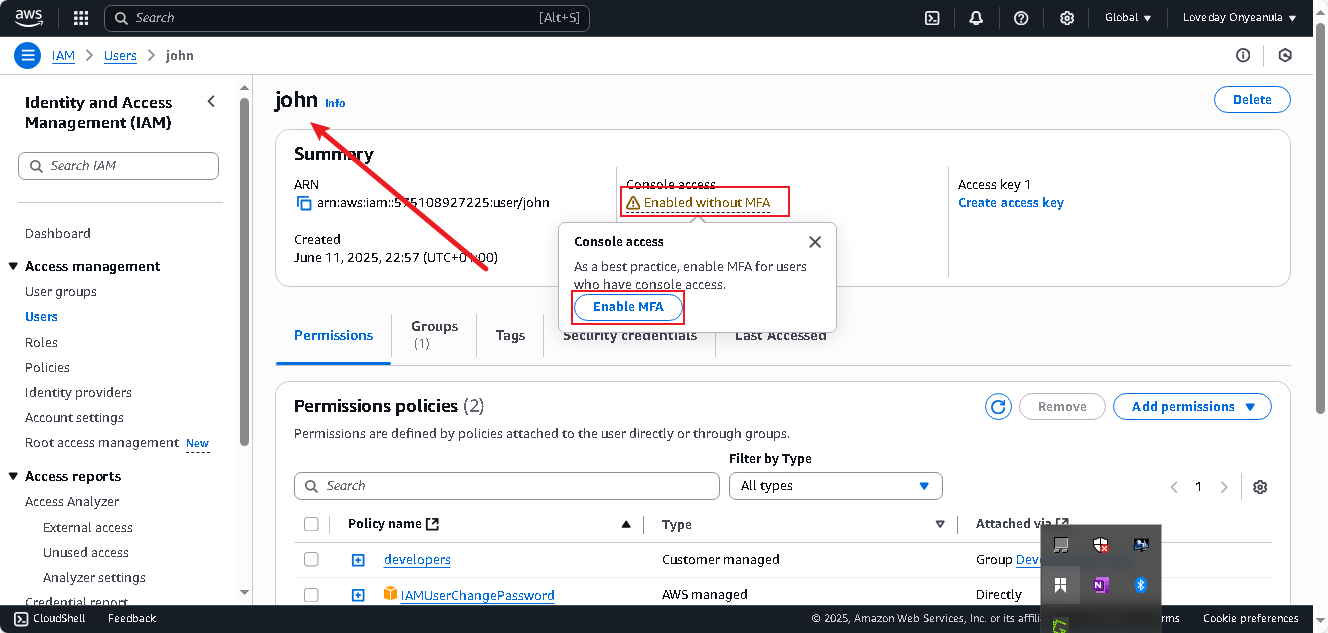 aws
Search
[Alt+S]
Global
Loveday Onyeanula
IAM
Users
john
Identity and Access
Management (IAM)
Search IAM
Dashboard
Access management
User groups
Users
Roles
Policies
Identity providers
Account settings
Root access management New
Access reports
Access Analyzer
External access
Unused access
Analyzer settings
Credential report
john Info
Delete
Summary
ARN
arn:aws:iam::575108927225:user/john
Created
June 11, 2025, 22:57 (UTC+01:00)
Console access
Enabled without MFA
Access key 1
Create access key
Console access
As a best practice, enable MFA for users
who have console access.
Enable MFA
Permissions
Groups
(1)
Tags
Security credentials
Last Accessed
Permissions policies (2)
Remove
Add permissions
Permissions are defined by policies attached to the user directly or through groups.
Filter by Type
Search
All types
1
Policy name
Type
Attached via
developers
Customer managed
Group
IAMUserChangePassword
AWS managed
Directly
CloudShell
Feedback
© 2025, Amazon Web Services, Inc. or its
Cookie preferences